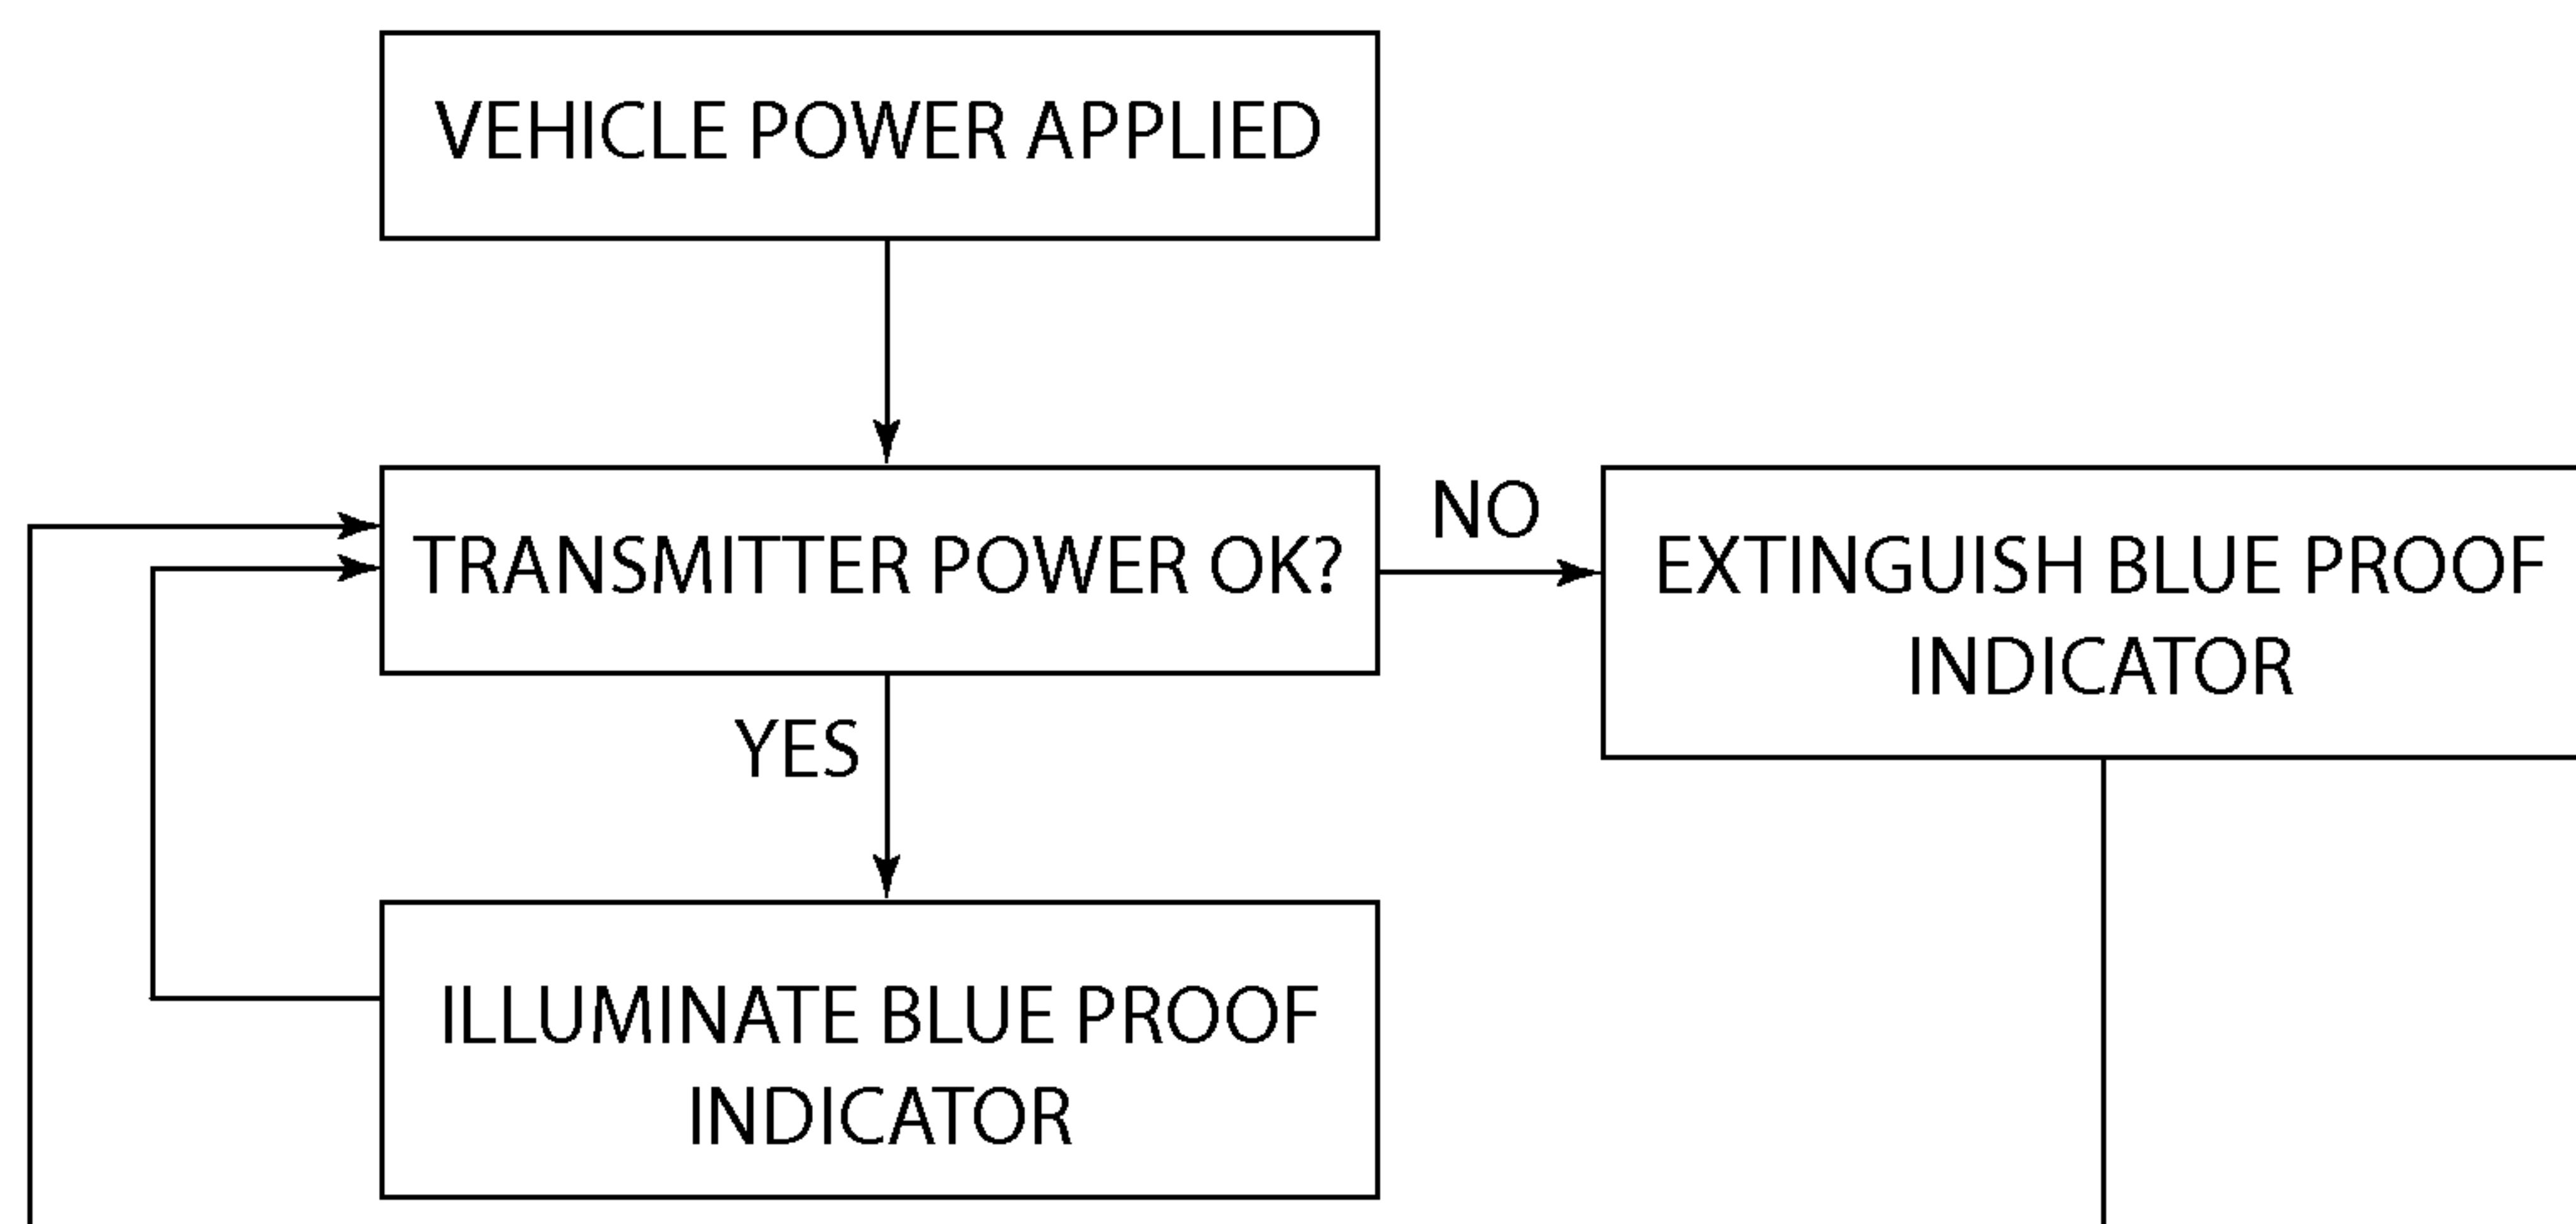 VEHICLE POWER APPLIED
TRANSMITTER POWER OK?
NO
EXTINGUISH BLUE PROOF
INDICATOR
YES
ILLUMINATE BLUE PROOF
INDICATOR